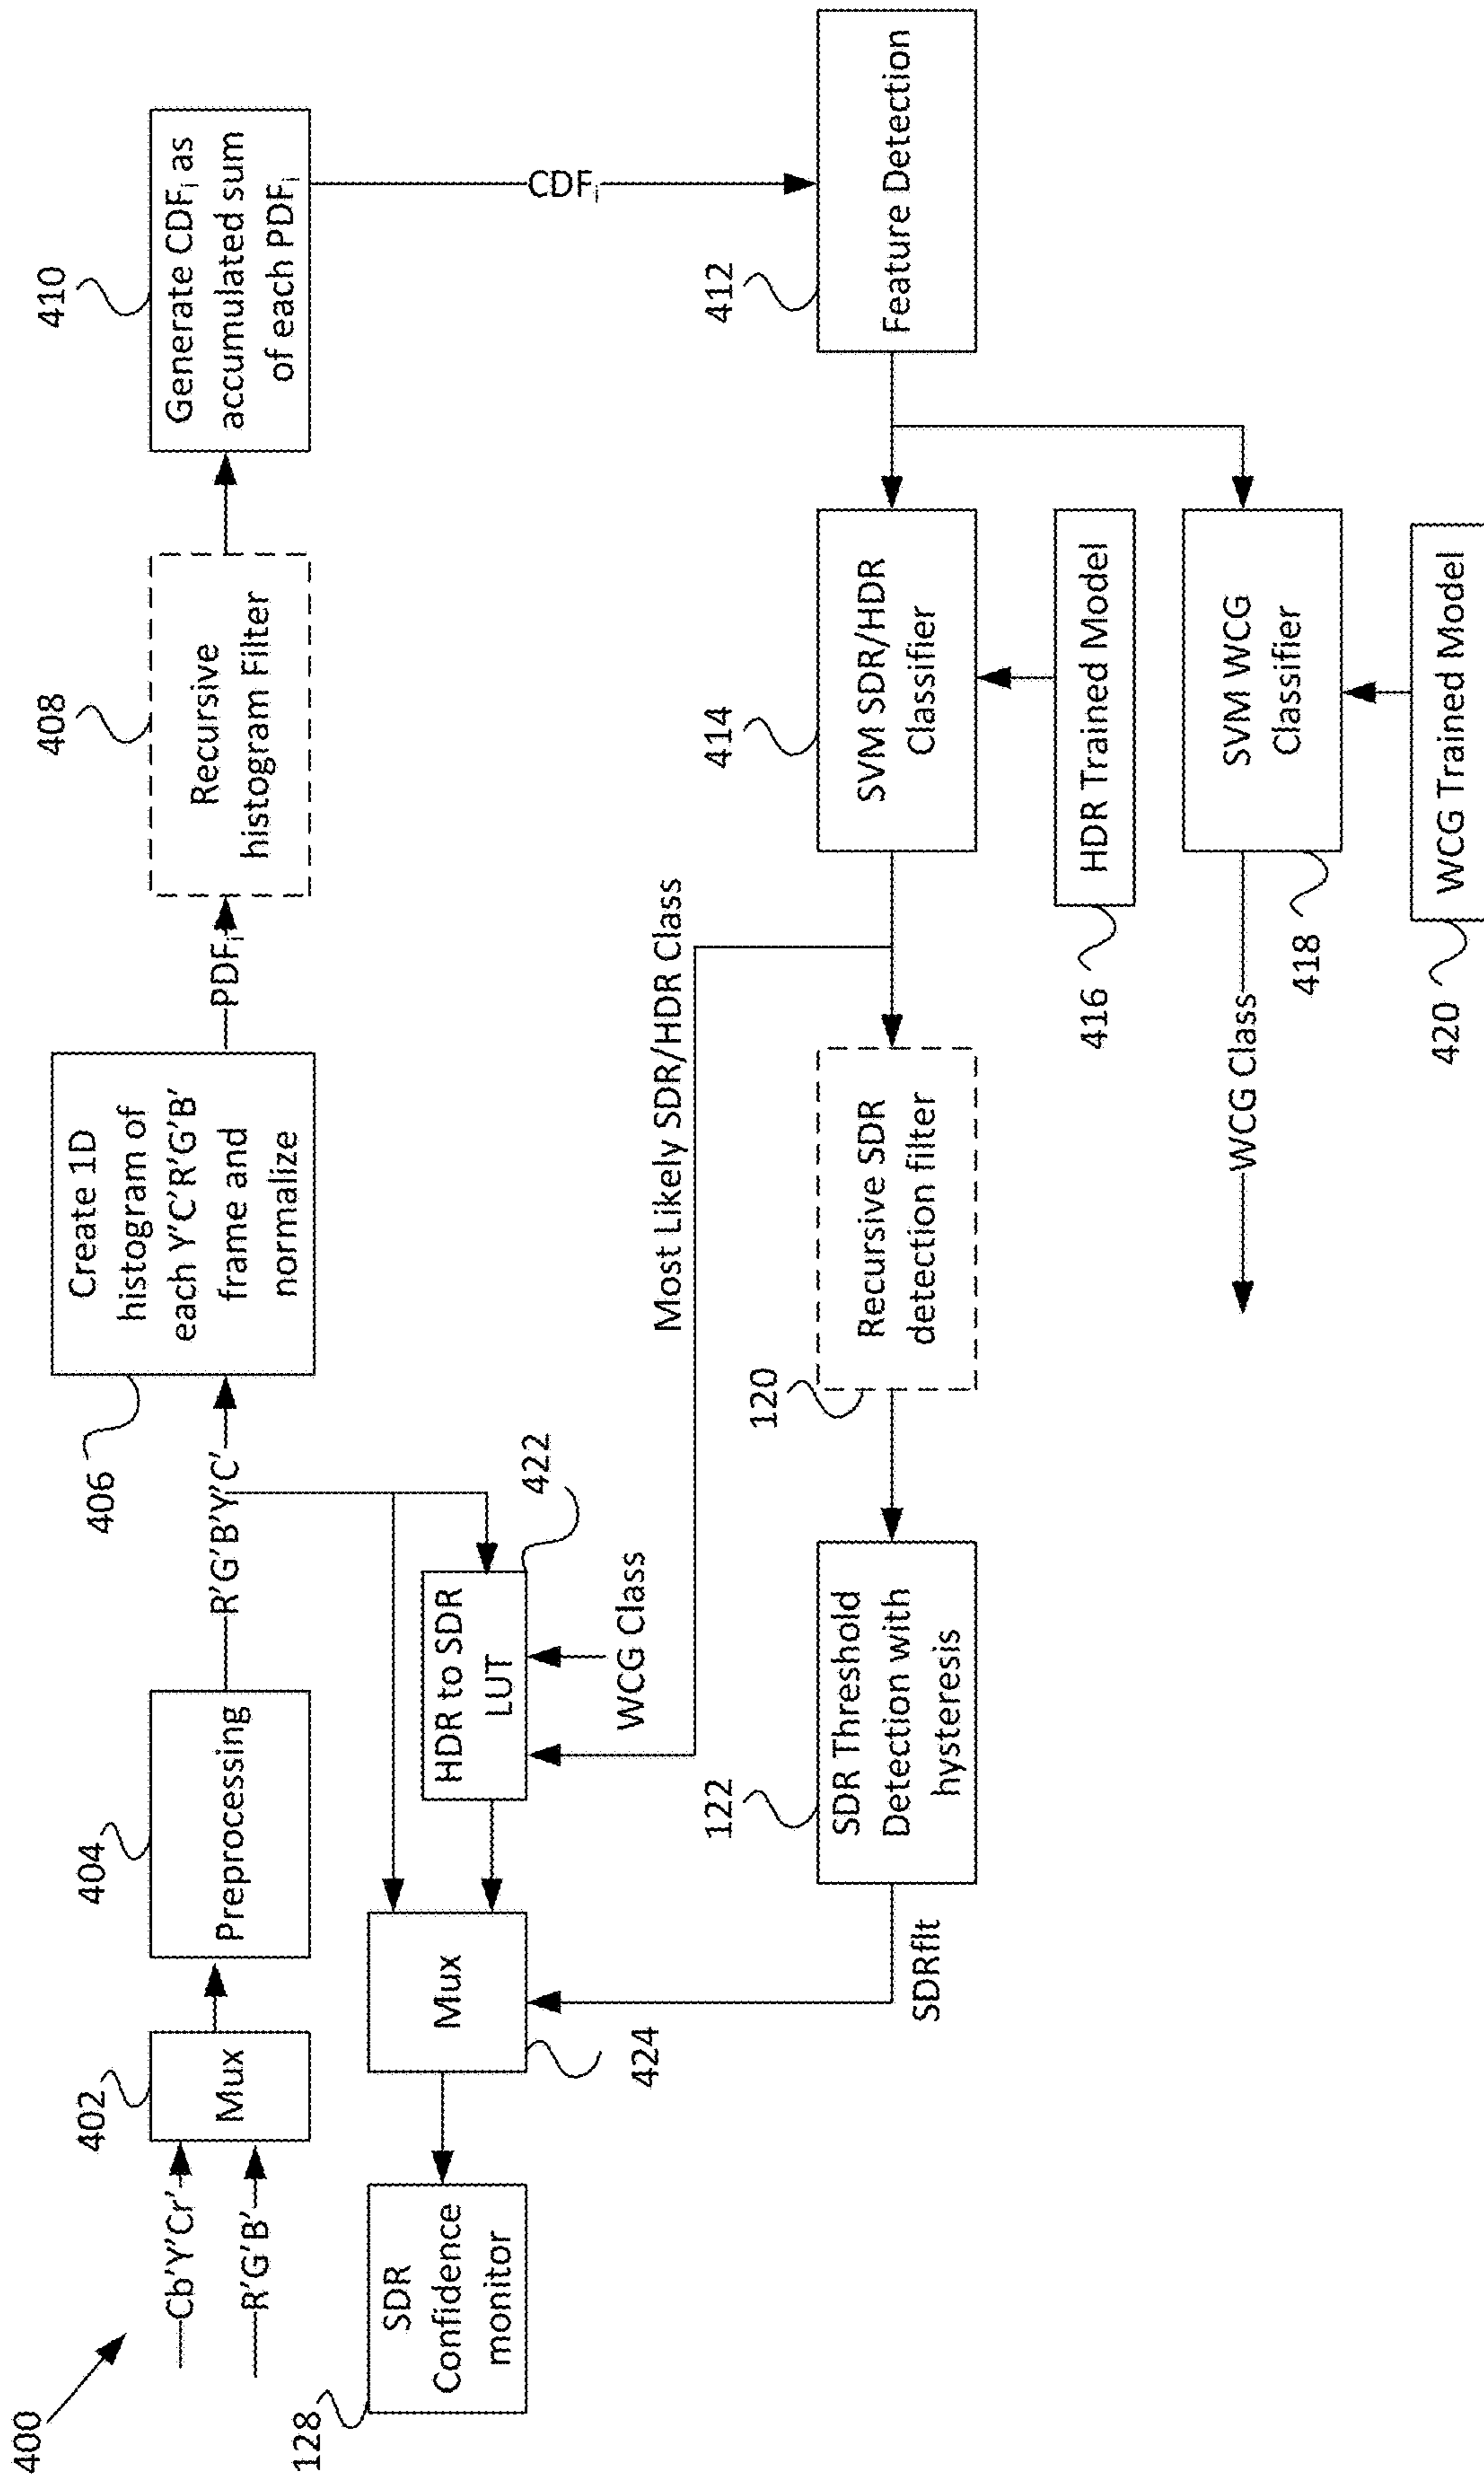 400
Cb'Y'Cr'
R'G'B'
402
Mux
404
Preprocessing
R'G'B'Y'C'
406
Create 1D
histogram of
each Y'C'R'G'B'
frame and
normalize
PDFi
408
Recursive
histogram Filter
410
Generate CDFi as
accumulated sum
of each PDFi
CDFi
128
SDR
Confidence
monitor
Mux
424
HDR to SDR
LUT
422
WCG Class
Most Likely SDR/HDR Class
SDRflt
122
SDR Threshold
Detection with
hysteresis
120
Recursive SDR
detection filter
414
SVM SDR/HDR
Classifier
412
Feature Detection
416
HDR Trained Model
WCG Class
418
SVM WCG
Classifier
420
WCG Trained Model